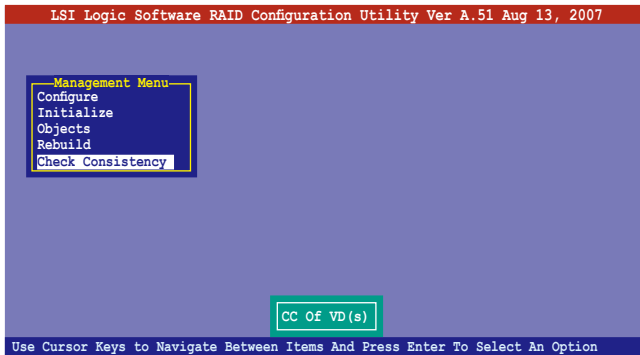 LSI Logic Software RAID Configuration Utility Ver A.51 Aug 13, 2007
Management Menu
Configure
Initialize
Objects
Rebuild
Check Consistency
CC Of VD(s)
Use Cursor Keys to Navigate Between Items And Press Enter To Select An Option